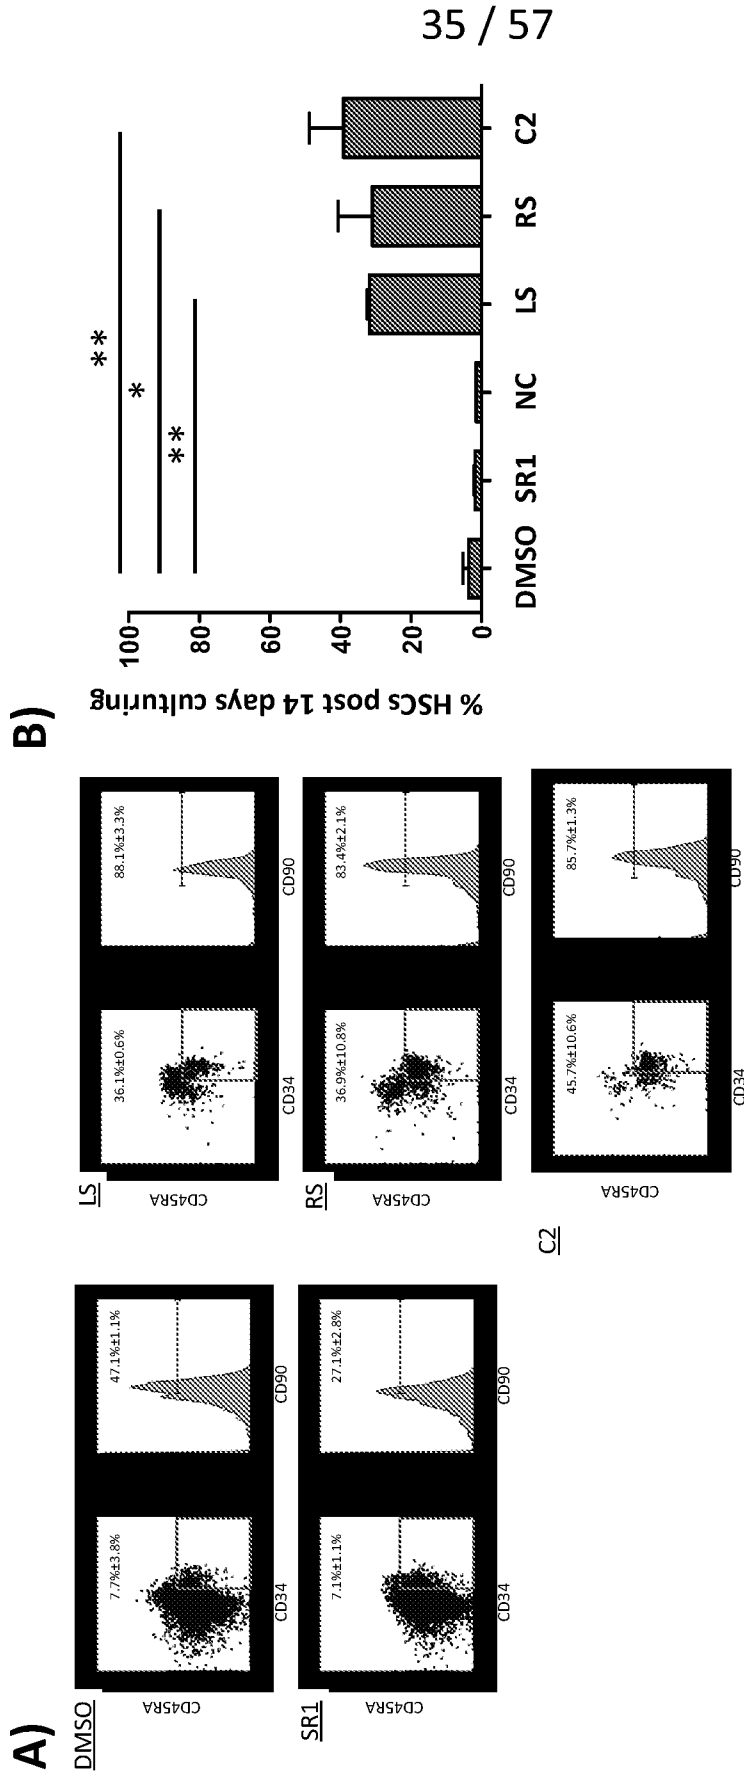 35 / 57
A)
DMSO
CD45RA
7.7%±3.8%
CD34
47.1%±1.1%
CD90
SR1
CD45RA
7.1%±1.1%
CD34
27.1%±2.8%
CD90
LS
CD45RA
36.1%±0.6%
CD34
88.1%±3.3%
CD90
RS
CD45RA
36.9%±10.8%
CD34
83.4%±2.1%
CD90
C2
CD45RA
45.7%±10.6%
CD34
85.7%±1.3%
CD90
B)
% HSCs post 14 days culturing
100
80
60
40
20
0
**
*
**
DMSO SR1 NC LS RS C2